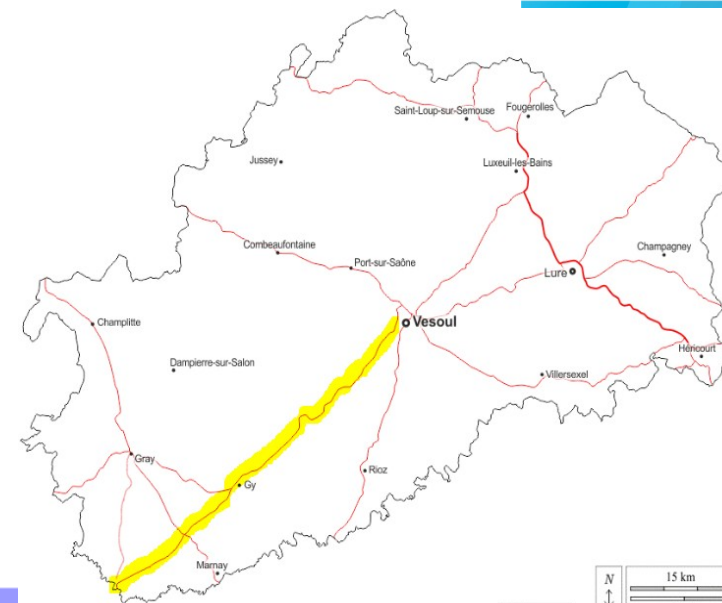 Saint-Loup-sur-Semouse
Fougerolles
Jussey
Luxeuil-les-Bains
Combeaufontaine
Port-sur-Saône
Champagney
Lure
Champlitte
Vesoul
Héricourt
Dampierre-sur-Salon
Villersexel
Gray
Rioz
Gy
Marnay
N
15 km